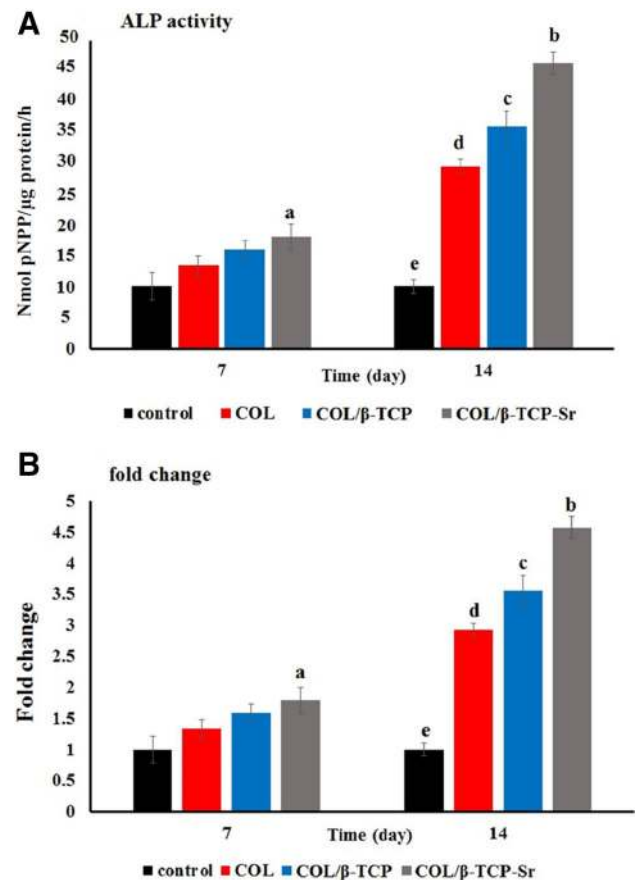 A
ALP activity
Nmol pNPP/µg protein/h
50
45
40
35
30
25
20
15
10
5
0
a
e
d
c
b
7
Time (day)
14
control COL COL/β-TCP COL/β-TCP-Sr
B
fold change
Fold change
5
4.5
4
3.5
3
2.5
2
1.5
1
0.5
0
a
e
d
c
b
7
Time (day)
14
control COL COL/β-TCP COL/β-TCP-Sr